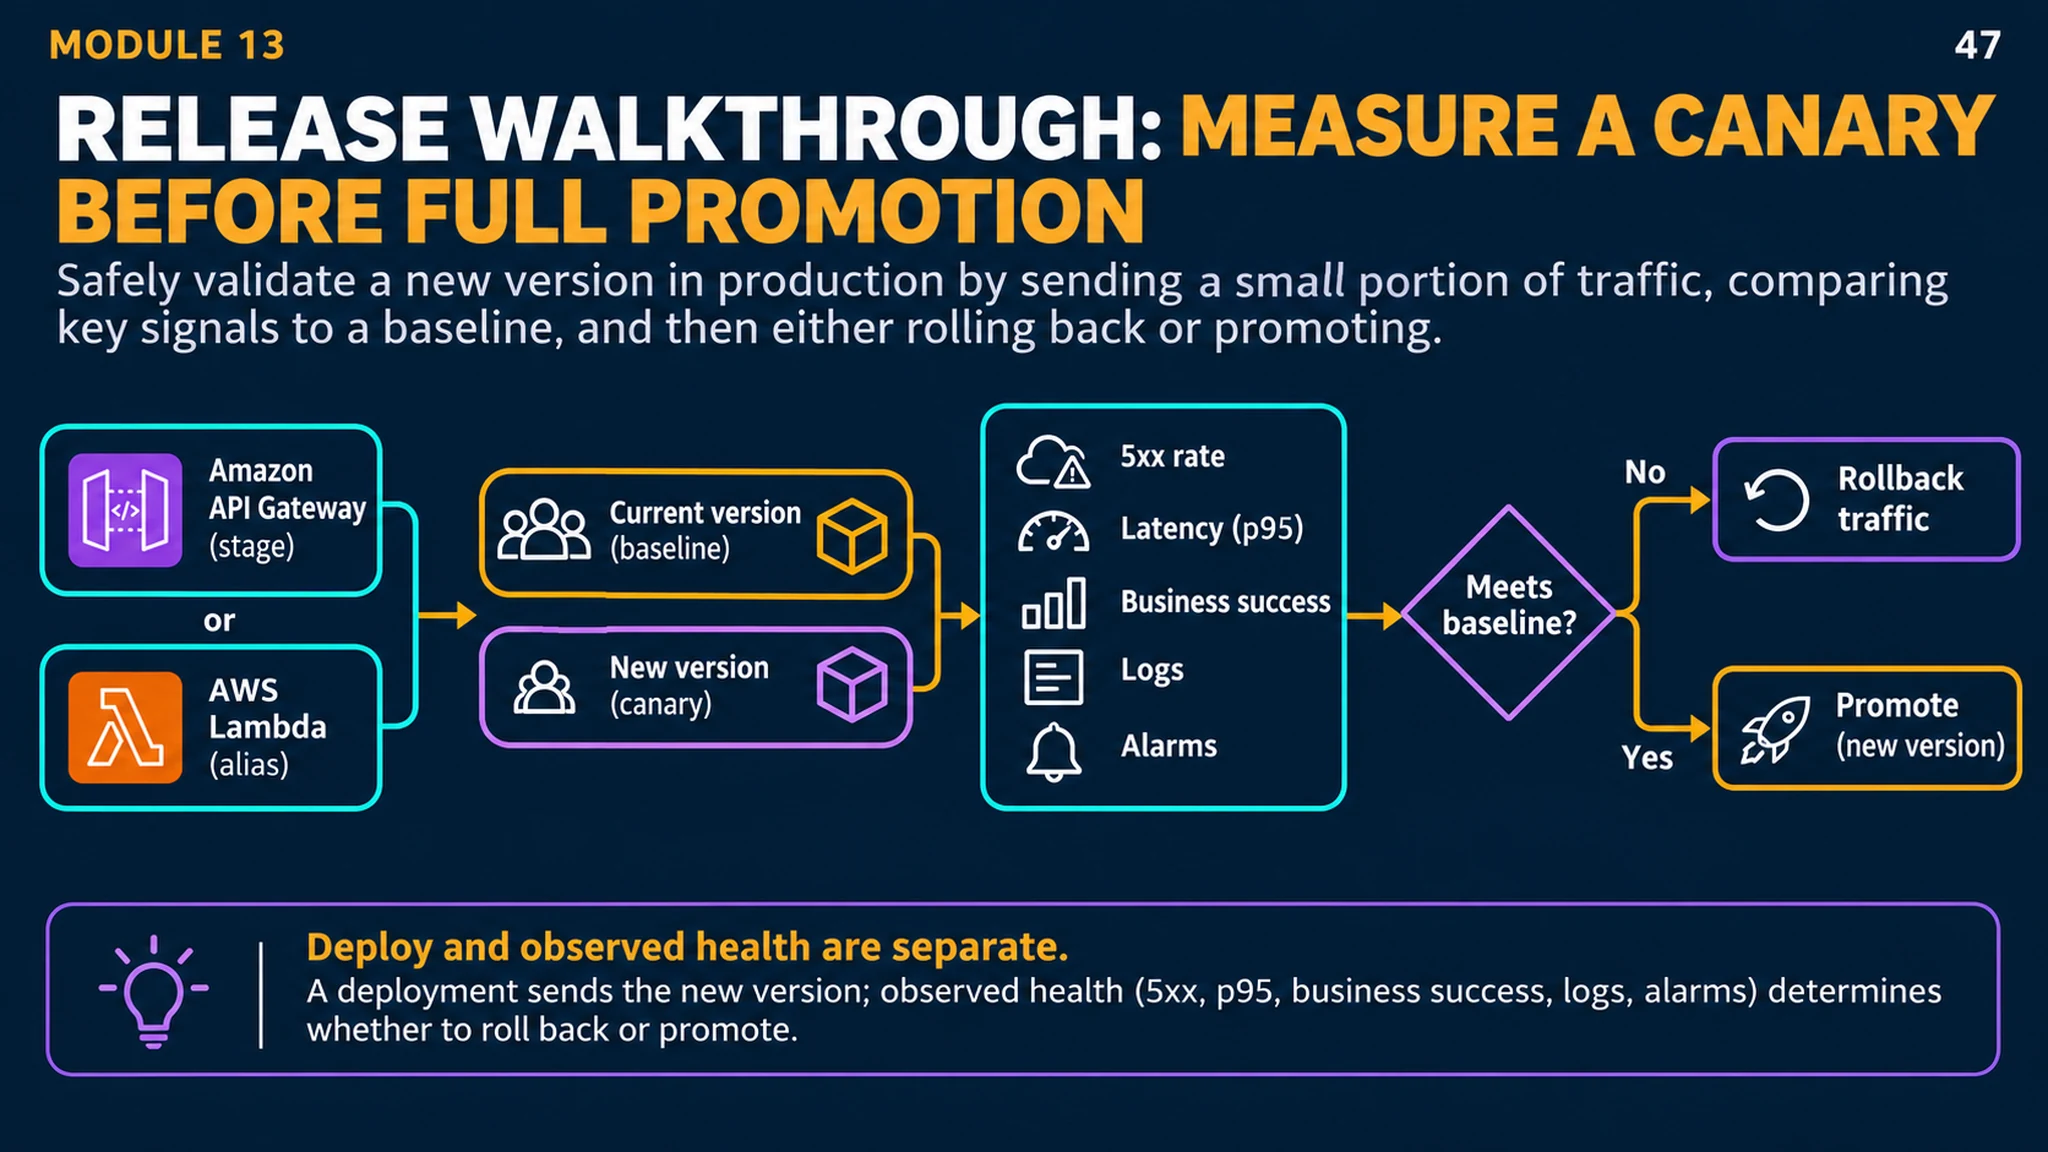 MODULE 13
47
RELEASE WALKTHROUGH: MEASURE A CANARY
BEFORE FULL PROMOTION
Safely validate a new version in production by sending a small portion of traffic, comparing
key signals to a baseline, and then either rolling back or promoting.
Amazon
API Gateway
(stage)
or
AWS
Lambda
(alias)
</>
Current version
(baseline)
New version
(canary)
5xx rate
Latency (p95)
Business success
Logs
Alarms
Meets
baseline?
No
Rollback
traffic
Yes
Promote
(new version)
Deploy and observed health are separate.
A deployment sends the new version; observed health (5xx, p95, business success, logs, alarms) determines
whether to roll back or promote.